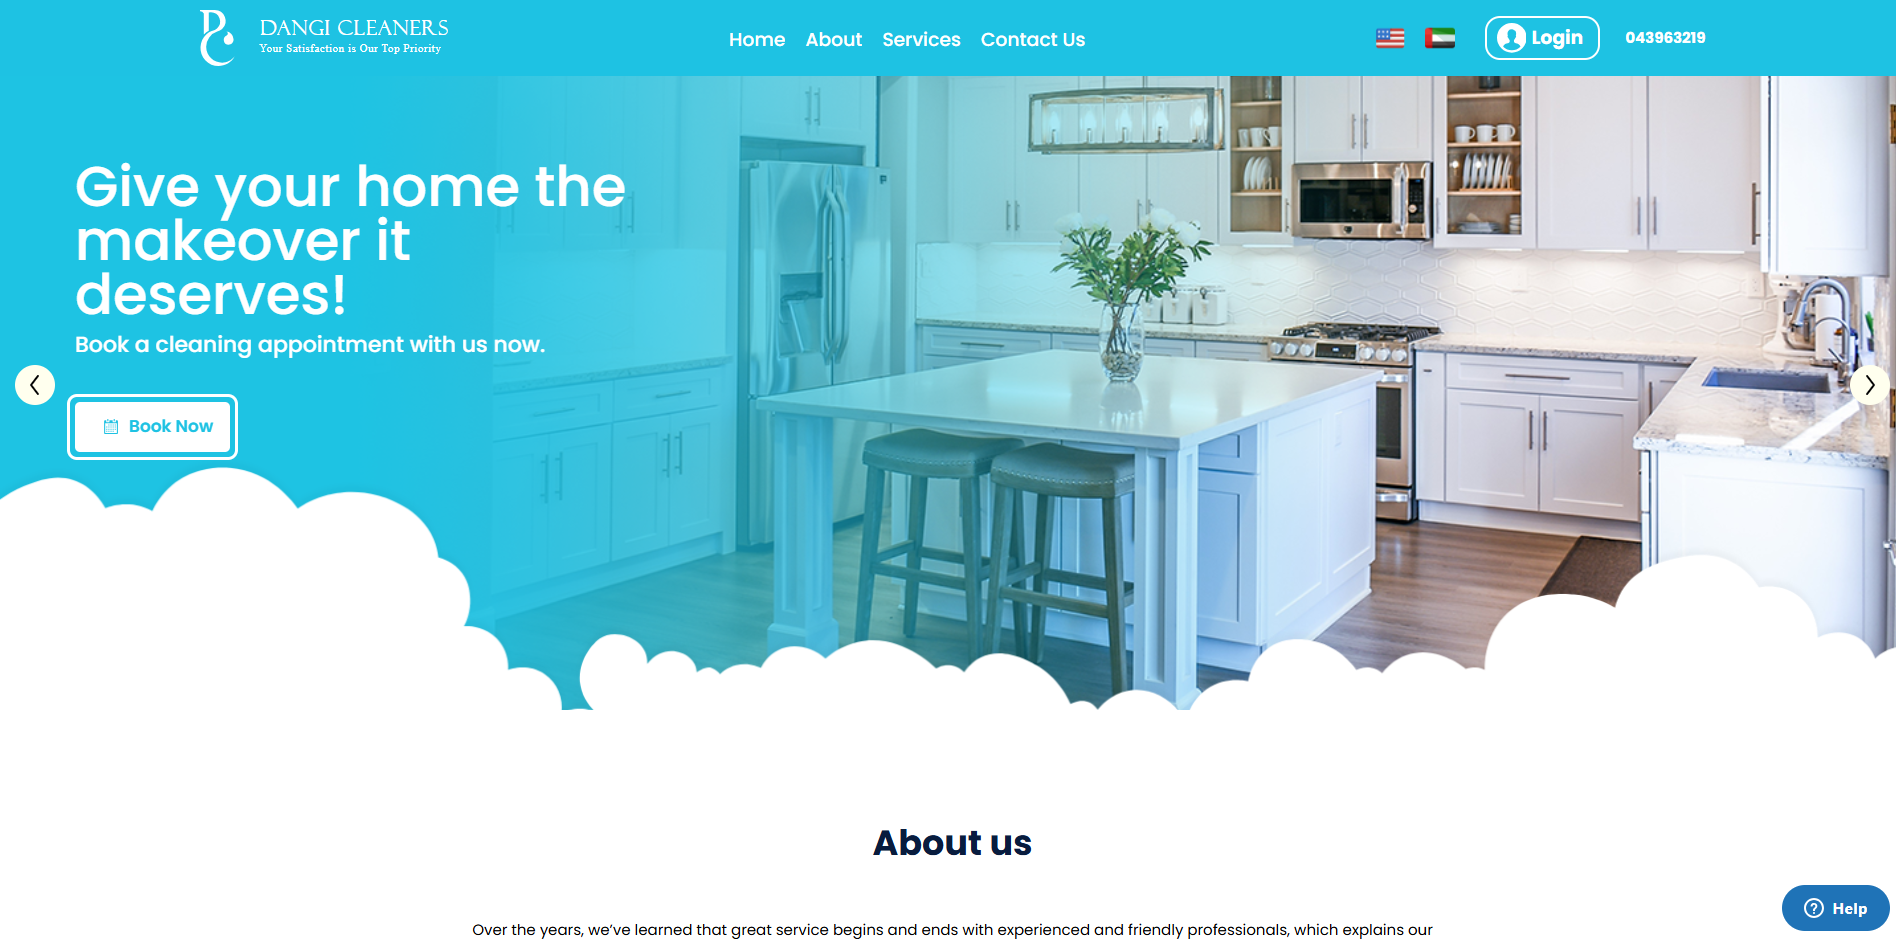 DANGI CLEANERS
Your Satisfaction is Our Top Priority
Home About Services Contact Us
Login
043963219
Give your home the
makeover it
deserves!
Book a cleaning appointment with us now.
Book Now
About us
Over the years, we’ve learned that great service begins and ends with experienced and friendly professionals, which explains our
Help